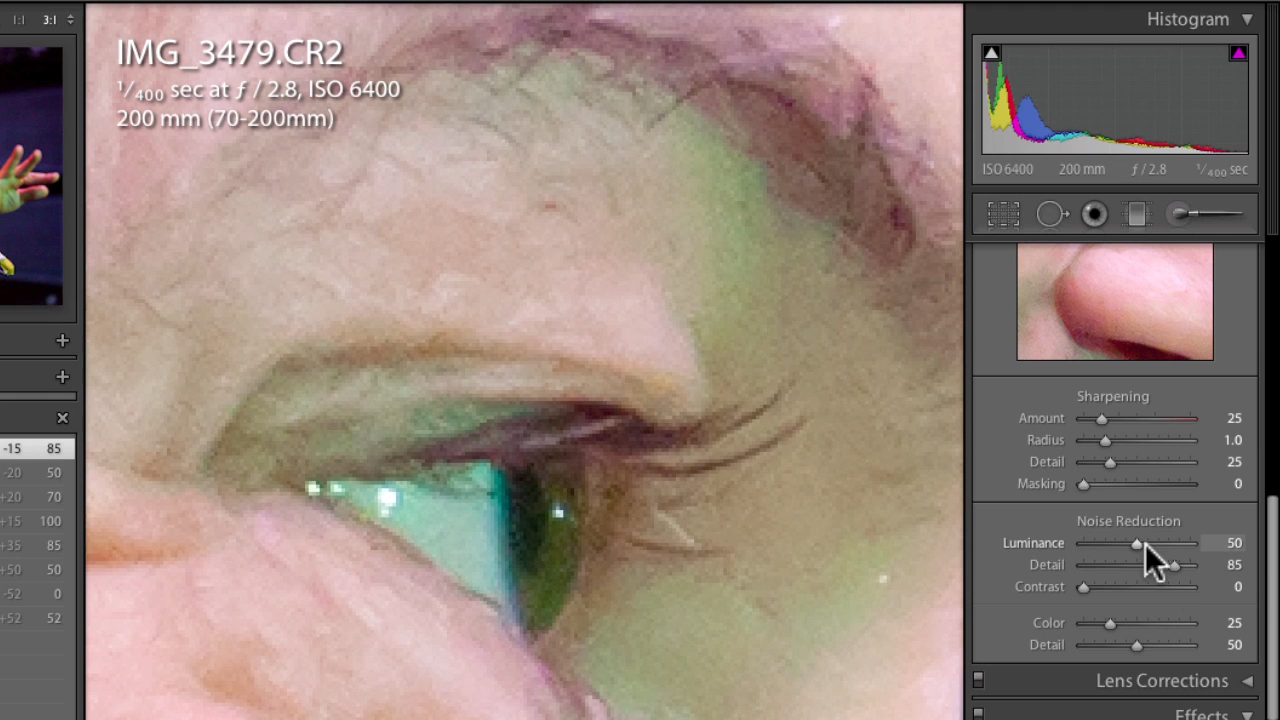 1:1 3:1
IMG_3479.CR2
1/400 sec at ƒ / 2.8, ISO 6400
200 mm (70-200mm)
-15 85
-20 50
+20 70
+15 100
+35 85
+50 50
-52 0
+52 52
Histogram
ISO 6400 200 mm ƒ / 2.8 1/400 sec
Sharpening
Amount 25
Radius 1.0
Detail 25
Masking 0
Noise Reduction
Luminance 50
Detail 85
Contrast 0
Color 25
Detail 50
Lens Corrections
Effects